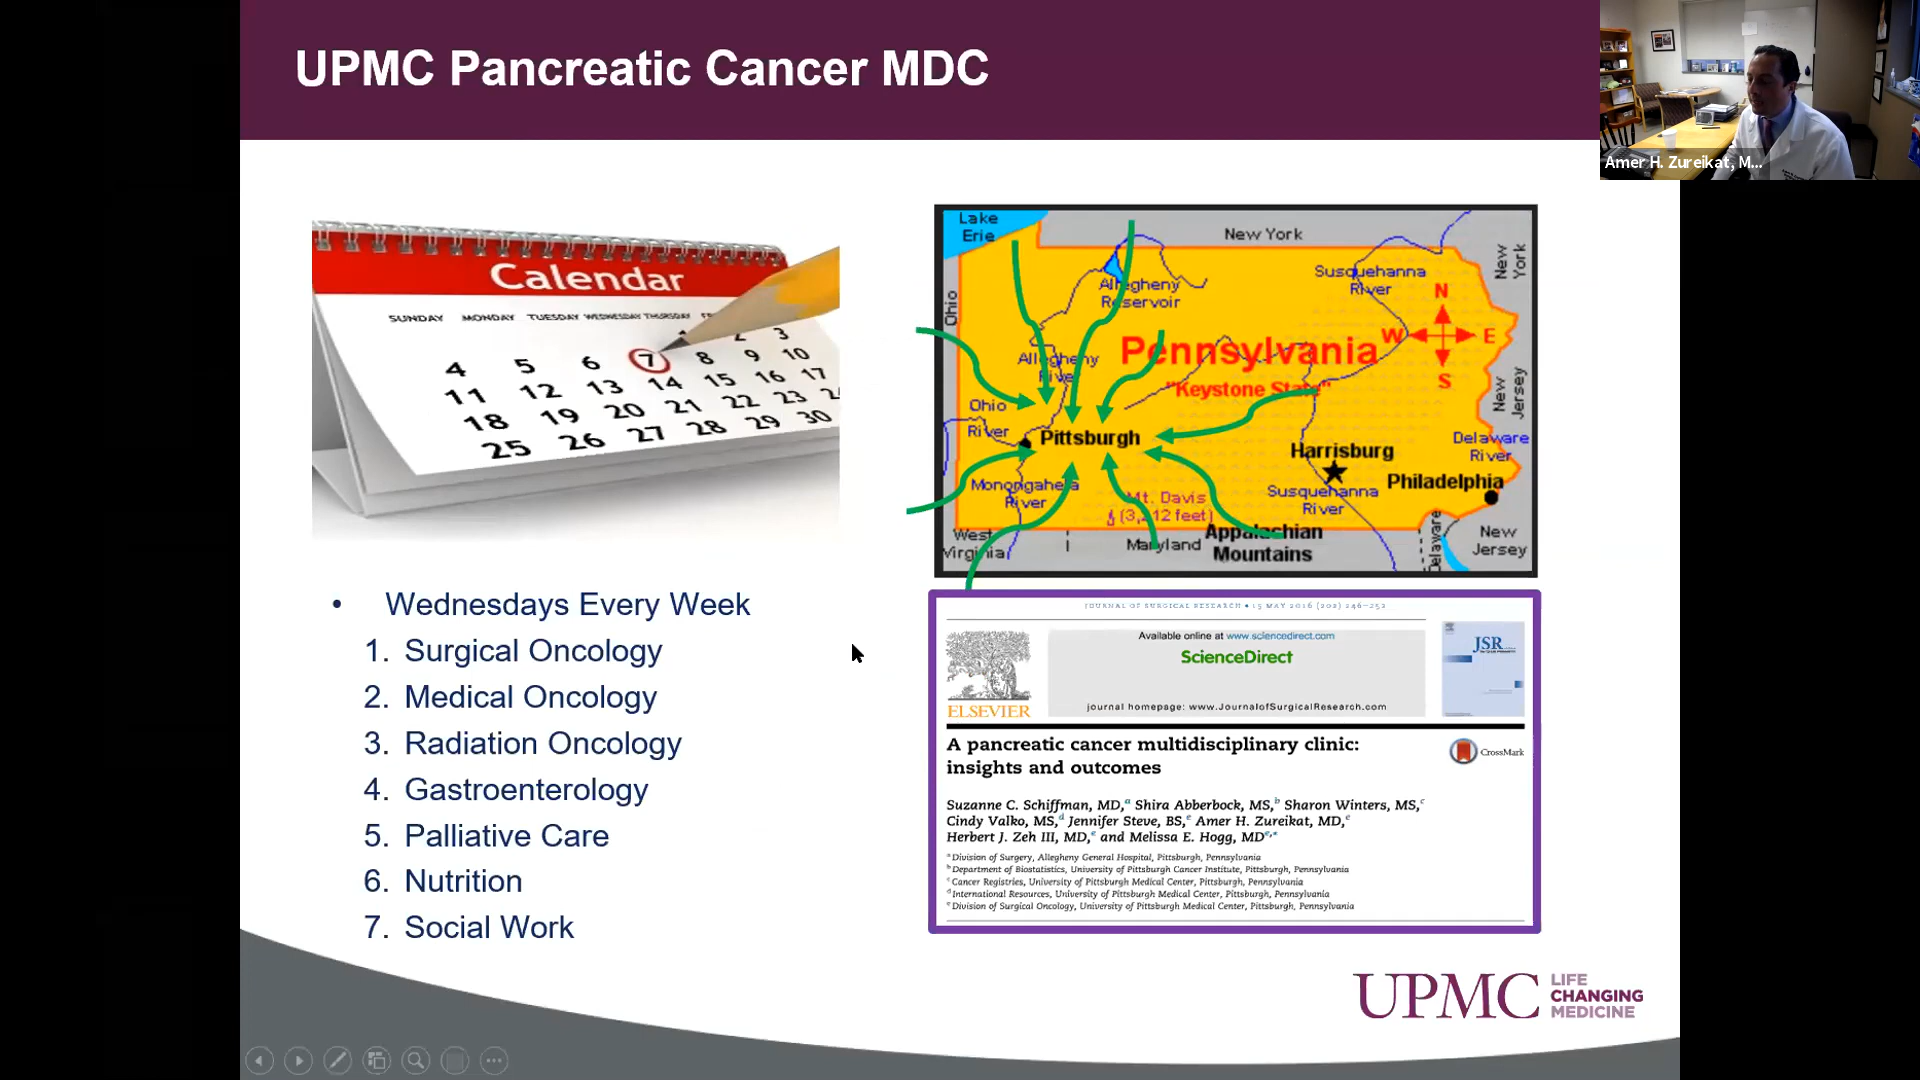 UPMC Pancreatic Cancer MDC
Amer H. Zureikat, M...
Calendar
SUNDAY MONDAY TUESDAY WEDNESDAY THURSDAY
2 3
4 5 6 7 8 9 10
11 12 13 14 15 16 17
18 19 20 21 22 23
25 26 27 28 29 30
Lake
Erie
New York
New
York
Ohio
Allegheny
Reservoir
Susquehanna
River
N
W
E
S
Allegheny
River
Pennsylvania
"Keystone State"
New
Jersey
Ohio
River
Pittsburgh
Harrisburg
Delaware
River
Philadelphia
Monongahela
River
Mt. Davis
(3,212 feet)
Susquehanna
River
West
Virginia
Maryland
Appalachian
Mountains
Delaware
New
Jersey
• Wednesdays Every Week
1. Surgical Oncology
2. Medical Oncology
3. Radiation Oncology
4. Gastroenterology
5. Palliative Care
6. Nutrition
7. Social Work
JOURNAL OF SURGICAL RESEARCH • 15 MAY 2016 (202) 246–252
Available online at www.sciencedirect.com
ScienceDirect
journal homepage: www.JournalofSurgicalResearch.com
ELSEVIER
JSR
A pancreatic cancer multidisciplinary clinic:
insights and outcomes
CrossMark
Suzanne C. Schiffman, MD,a Shira Abberbock, MS,b Sharon Winters, MS,c
Cindy Valko, MS,d Jennifer Steve, BS,e Amer H. Zureikat, MD,e
Herbert J. Zeh III, MD,e and Melissa E. Hogg, MDe,*
a Division of Surgery, Allegheny General Hospital, Pittsburgh, Pennsylvania
b Department of Biostatistics, University of Pittsburgh Cancer Institute, Pittsburgh, Pennsylvania
c Cancer Registries, University of Pittsburgh Medical Center, Pittsburgh, Pennsylvania
d International Resources, University of Pittsburgh Medical Center, Pittsburgh, Pennsylvania
e Division of Surgical Oncology, University of Pittsburgh Medical Center, Pittsburgh, Pennsylvania
UPMC LIFE
CHANGING
MEDICINE